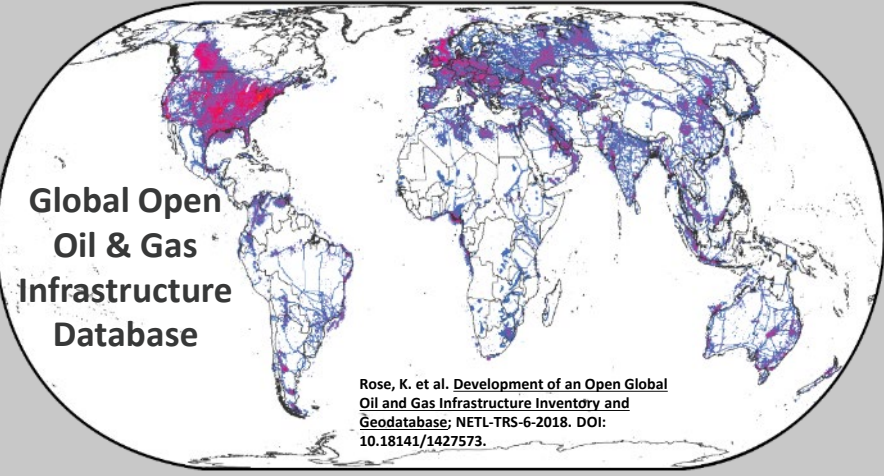 Global Open
Oil & Gas
Infrastructure
Database
Rose, K. et al. Development of an Open Global
Oil and Gas Infrastructure Inventory and
Geodatabase; NETL-TRS-6-2018. DOI:
10.18141/1427573.